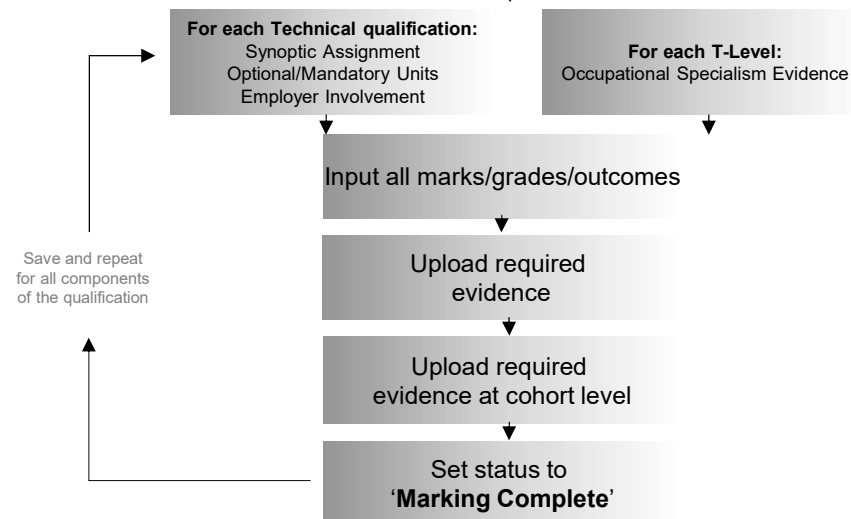 For each Technical qualification:
Synoptic Assignment
Optional/Mandatory Units
Employer Involvement
For each T-Level:
Occupational Specialism Evidence
Input all marks/grades/outcomes
Upload required
evidence
Save and repeat
for all components
of the qualification
Upload required
evidence at cohort level
Set status to
‘Marking Complete’